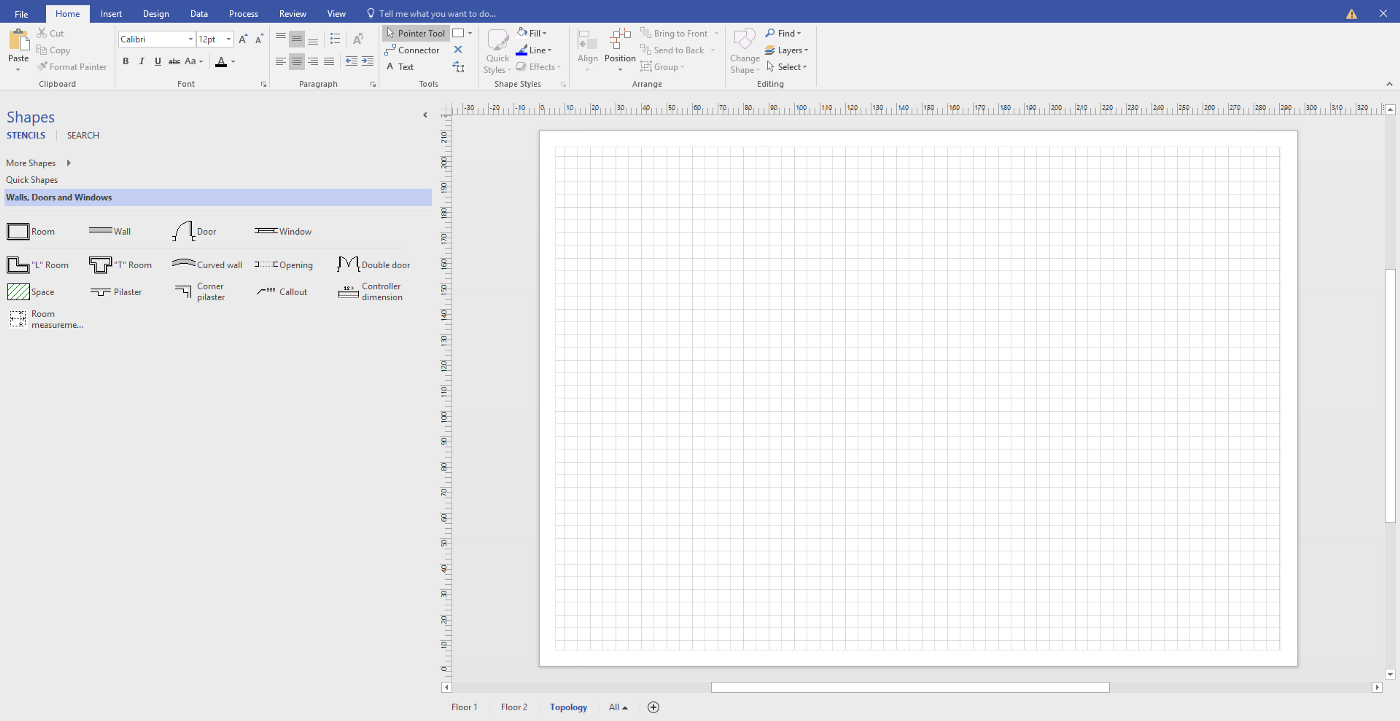 File Home Insert Design Data Process Review View Tell me what you want to do...
Paste Cut Copy Format Painter
Calibri 12pt A A
B I U abc Aa A
Pointer Tool
Connector
A Text
Quick Styles
Fill
Line
Effects
Align Position
Bring to Front
Send to Back
Group
Change Shape
Find
Layers
Select
Clipboard Font Paragraph Tools Shape Styles Arrange Editing
Shapes
STENCILS SEARCH
More Shapes
Quick Shapes
Walls, Doors and Windows
Room Wall Door Window
"L" Room "T" Room Curved wall Opening Double door
Space Pilaster Corner pilaster Callout Controller dimension
Room measureme...
-30 -20 -10 0 10 20 30 40 50 60 70 80 90 100 110 120 130 140 150 160 170 180 190 200 210 220 230 240 250 260 270 280 290 300 310 320
210
200
190
180
170
160
150
140
130
120
110
100
90
80
70
60
50
40
30
20
10
0
Floor 1 Floor 2 Topology All